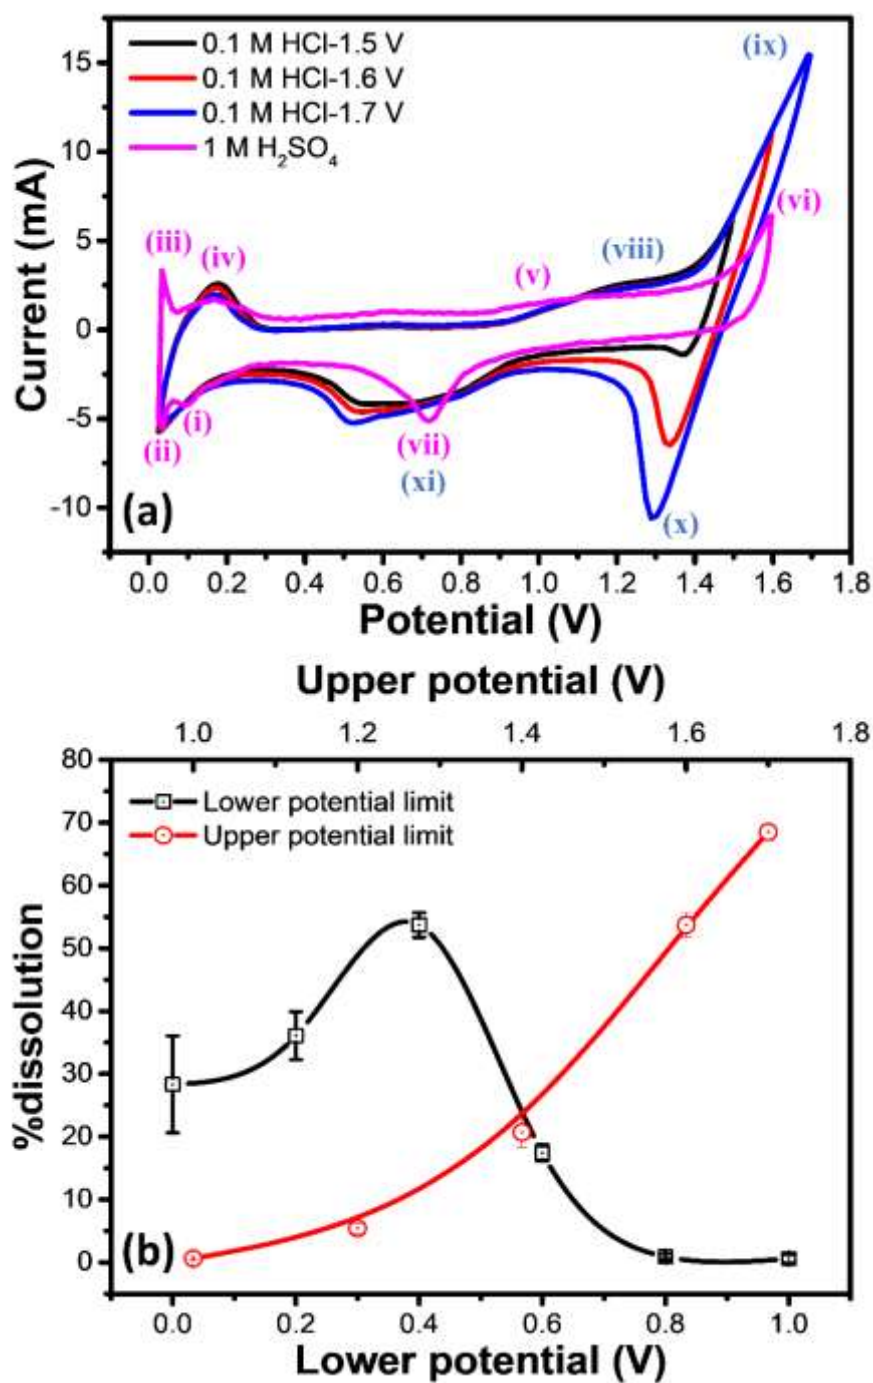 0.1 M HCl-1.5 V
0.1 M HCl-1.6 V
0.1 M HCl-1.7 V
1 M H₂SO₄
(ix)
(iii)
(iv)
(v)
(viii)
(vi)
(ii)
(i)
(vii)
(xi)
(x)
15
10
5
0
-5
-10
Current (mA)
(a)
0.0 0.2 0.4 0.6 0.8 1.0 1.2 1.4 1.6 1.8
Potential (V)
Upper potential (V)
1.0 1.2 1.4 1.6 1.8
Lower potential limit
Upper potential limit
80
70
60
50
40
30
20
10
0
%dissolution
(b)
0.0 0.2 0.4 0.6 0.8 1.0
Lower potential (V)